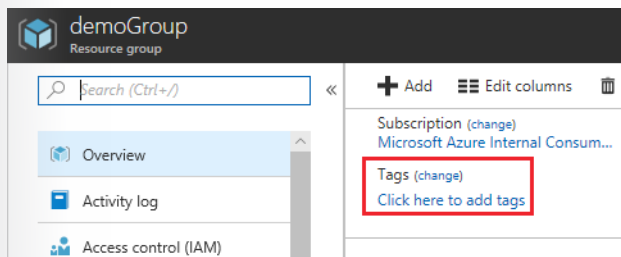 demoGroup
Resource group
Search (Ctrl+/)
«
Add
Edit columns
Overview
Activity log
Access control (IAM)
Subscription (change)
Microsoft Azure Internal Consum...
Tags (change)
Click here to add tags